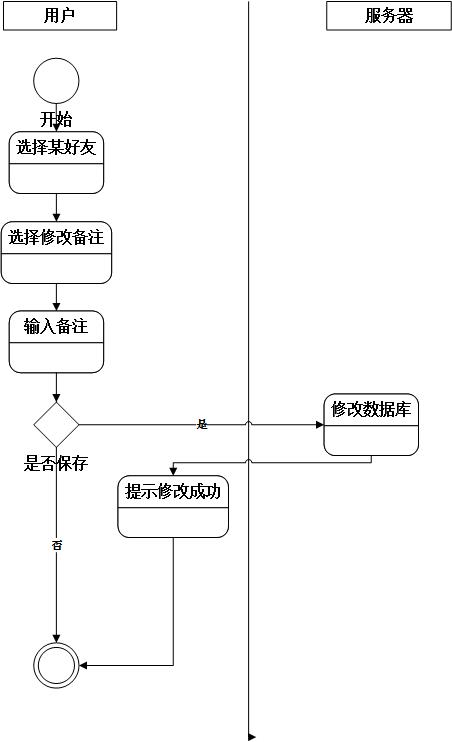 用户
服务器
开始
选择某好友
选择修改备注
输入备注
修改数据库
是
是否保存
提示修改成功
否